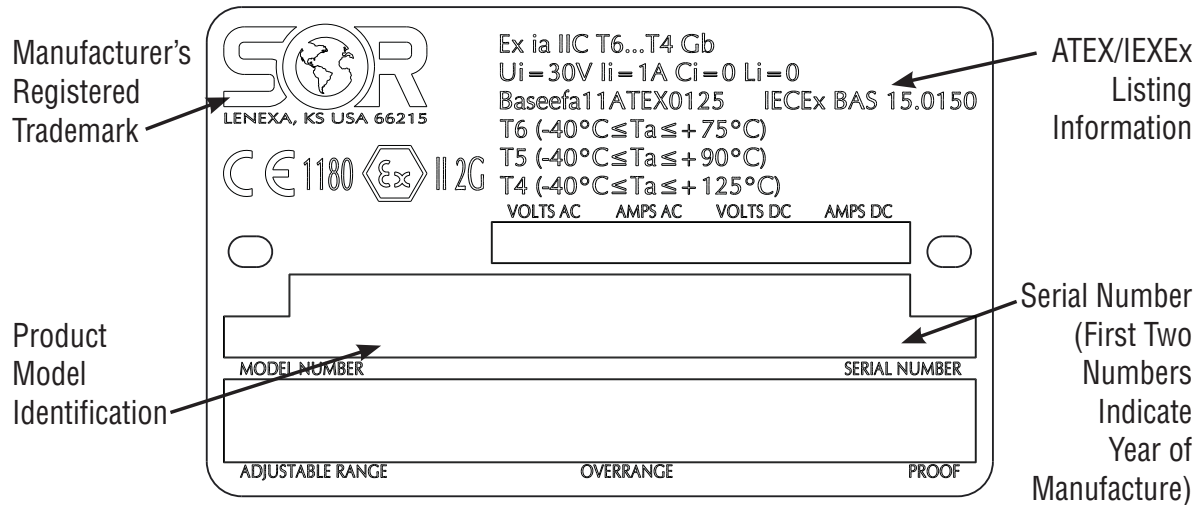 Manufacturer's
Registered
Trademark
SOR
LENEXA, KS USA 66215
CE 1180 Ex II 2G
Ex ia IIC T6...T4 Gb
Ui=30V Ii=1A Ci=0 Li=0
Baseefa11ATEX0125 IECEx BAS 15.0150
T6 (-40°C≤Ta≤+75°C)
T5 (-40°C≤Ta≤+90°C)
T4 (-40°C≤Ta≤+125°C)
ATEX/IEXEx
Listing
Information
VOLTS AC AMPS AC VOLTS DC AMPS DC
Product
Model
Identification
MODEL NUMBER SERIAL NUMBER
Serial Number
(First Two
Numbers
Indicate
Year of
Manufacture)
ADJUSTABLE RANGE OVERRANGE PROOF